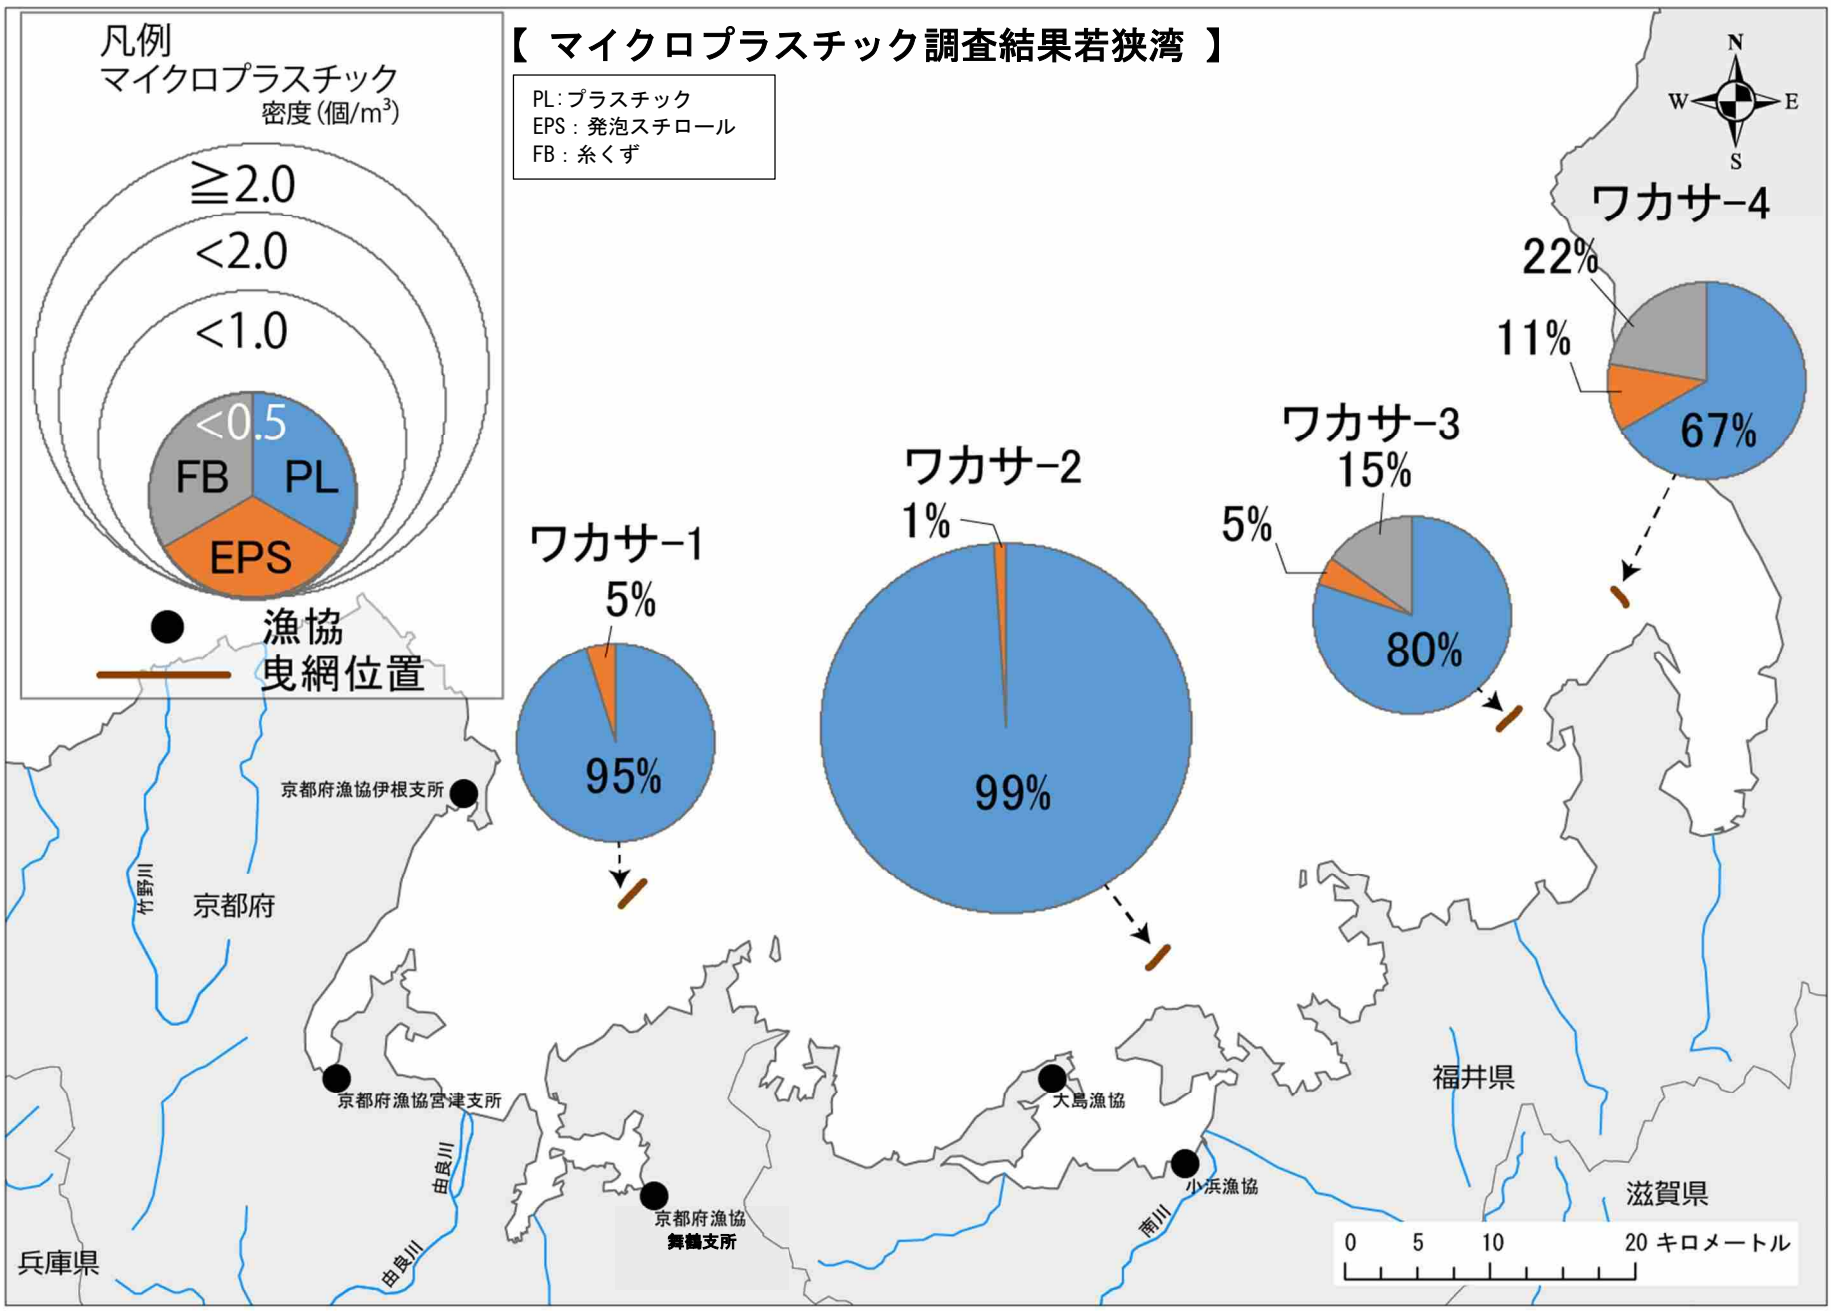 【 マイクロプラスチック調査結果若狭湾 】
凡例
マイクロプラスチック
密度(個/m³)
≧2.0
<2.0
<1.0
<0.5
FB
PL
EPS
漁協
曳網位置
PL:プラスチック
EPS:発泡スチロール
FB:糸くず
N
W
E
S
ワカサ-4
22%
11%
67%
ワカサ-3
15%
5%
80%
ワカサ-2
1%
99%
ワカサ-1
5%
95%
京都府漁協伊根支所
竹野川
京都府
京都府漁協宮津支所
由良川
由良川
京都府漁協
舞鶴支所
兵庫県
大島漁協
小浜漁協
南川
福井県
滋賀県
0 5 10 20 キロメートル